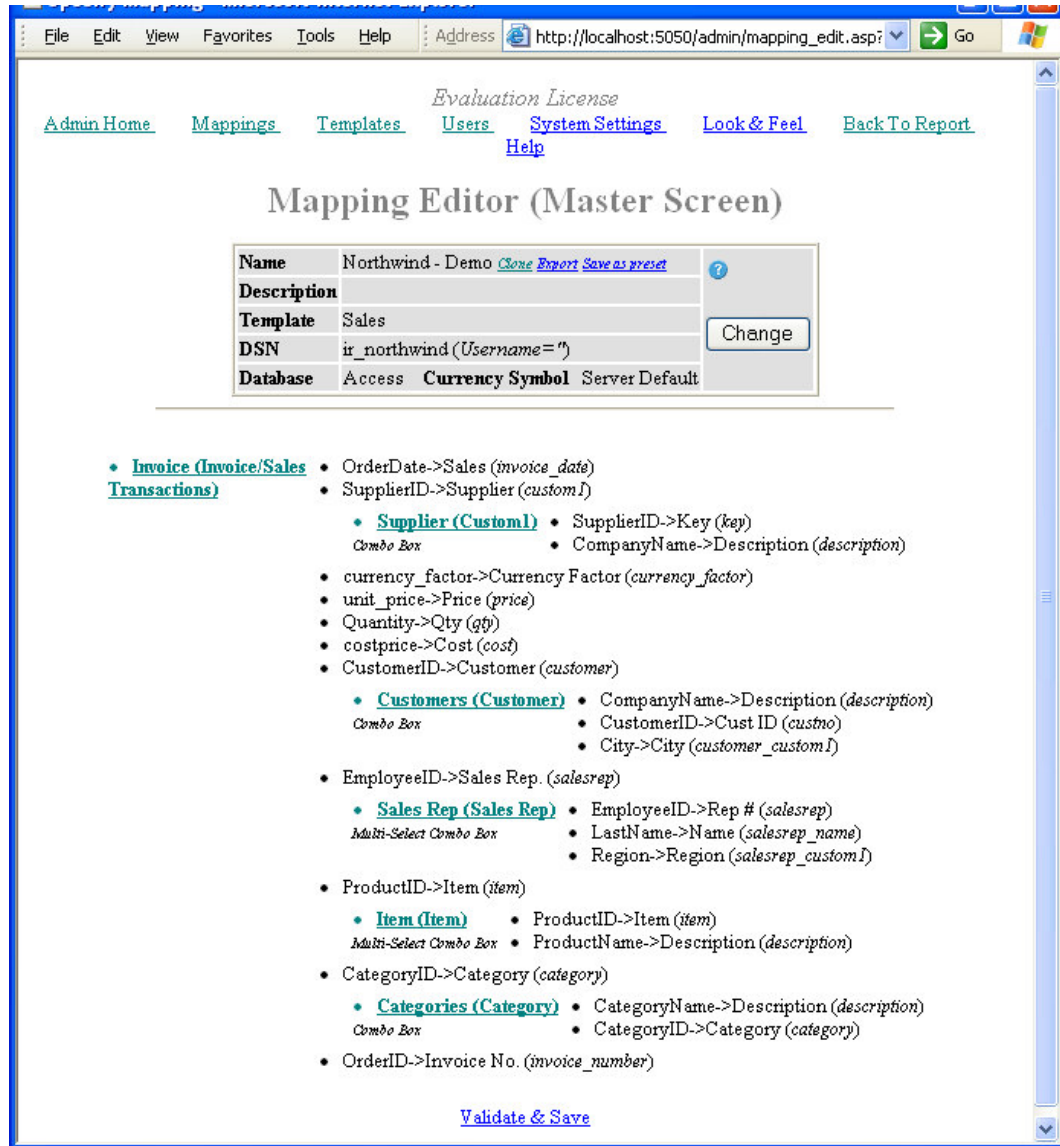 File Edit View Favorites Tools Help Address http://localhost:5050/admin/mapping_edit.asp? Go
Evaluation License
Admin Home Mappings Templates Users System Settings Look & Feel Back To Report
Help
Mapping Editor (Master Screen)
Name Northwind - Demo Clone Export Save as preset
Description
Template Sales
Change
DSN ir_northwind (Username='')
Database Access Currency Symbol Server Default
• Invoice (Invoice/Sales Transactions)
• OrderDate->Sales (invoice_date)
• SupplierID->Supplier (custom1)
• Supplier (Custom1) • SupplierID->Key (key)
Combo Box • CompanyName->Description (description)
• currency_factor->Currency Factor (currency_factor)
• unit_price->Price (price)
• Quantity->Qty (qty)
• costprice->Cost (cost)
• CustomerID->Customer (customer)
• Customers (Customer) • CompanyName->Description (description)
Combo Box • CustomerID->Cust ID (custno)
• City->City (customer_custom1)
• EmployeeID->Sales Rep. (salesrep)
• Sales Rep (Sales Rep) • EmployeeID->Rep # (salesrep)
Multi-Select Combo Box • LastName->Name (salesrep_name)
• Region->Region (salesrep_custom1)
• ProductID->Item (item)
• Item (Item) • ProductID->Item (item)
Multi-Select Combo Box • ProductName->Description (description)
• CategoryID->Category (category)
• Categories (Category) • CategoryName->Description (description)
Combo Box • CategoryID->Category (category)
• OrderID->Invoice No. (invoice_number)
Validate & Save